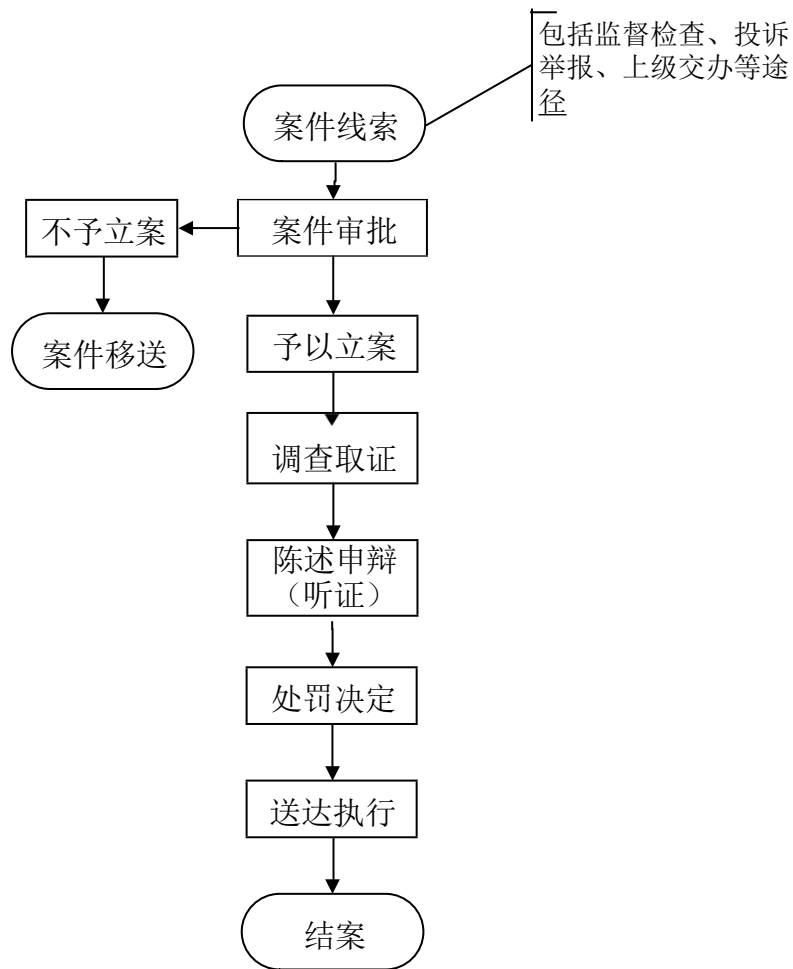 包括监督检查、投诉
举报、上级交办等途
径
案件线索
不予立案
案件审批
案件移送
予以立案
调查取证
陈述申辩
（听证）
处罚决定
送达执行
结案